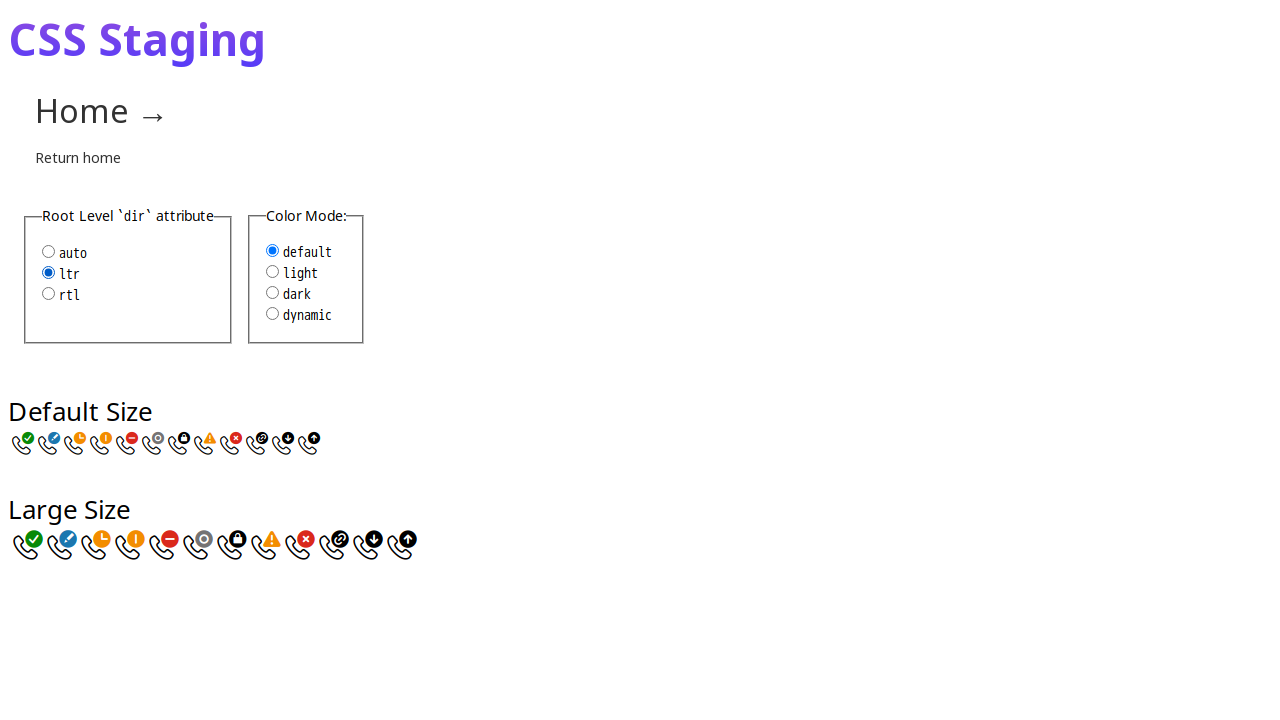 CSS Staging
Home →
Return home
Root Level `dir` attribute
auto
ltr
rtl
Color Mode:
default
light
dark
dynamic
Default Size
Large Size